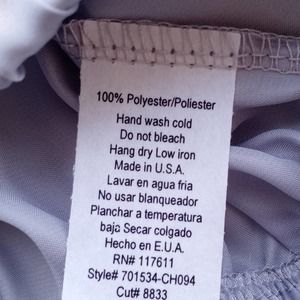 100% Polyester/Poliester
Hand wash cold
Do not bleach
Hang dry Low iron
Made in U.S.A.
Lavar en agua fria
No usar blanqueador
Planchar a temperatura
baja Secar colgado
Hecho en E.U.A.
RN# 117611
Style# 701534-CH094
Cut# 8833